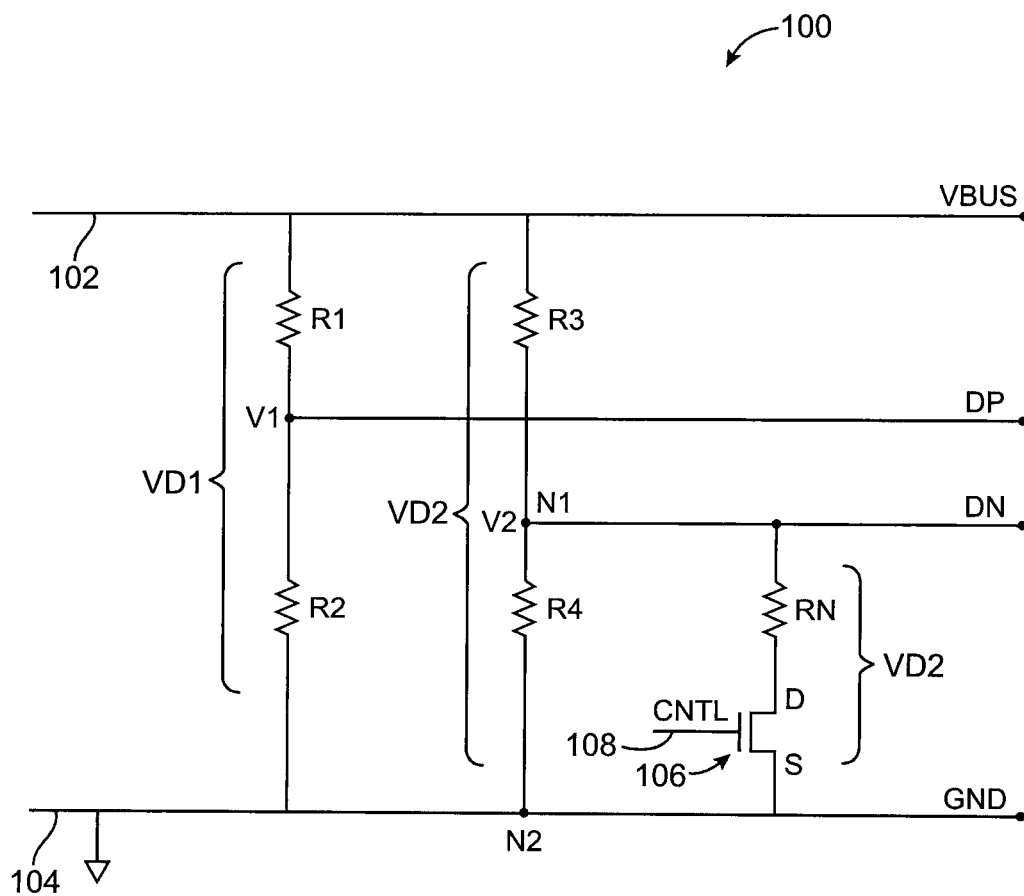 100
VBUS
102
R1
R3
V1
DP
VD1
VD2
N1
V2
DN
R2
R4
RN
VD2
D
CNTL
108
106
S
GND
N2
104